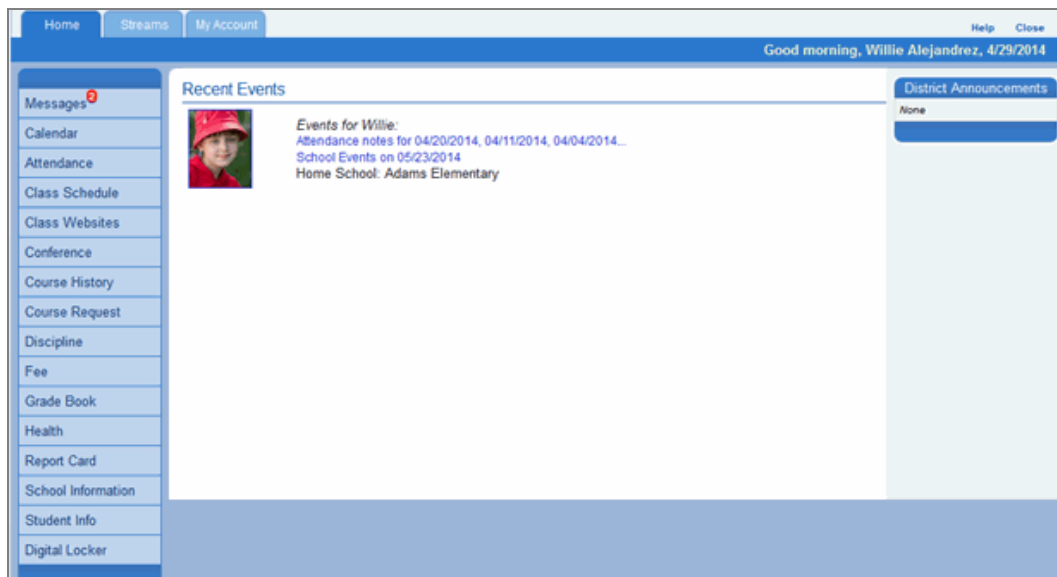 Home
Streams
My Account
Help
Close
Good morning, Willie Alejandrez, 4/29/2014
Messages
2
Calendar
Attendance
Class Schedule
Class Websites
Conference
Course History
Course Request
Discipline
Fee
Grade Book
Health
Report Card
School Information
Student Info
Digital Locker
Recent Events
Events for Willie:
Attendance notes for 04/20/2014, 04/11/2014, 04/04/2014...
School Events on 05/23/2014
Home School: Adams Elementary
District Announcements
None